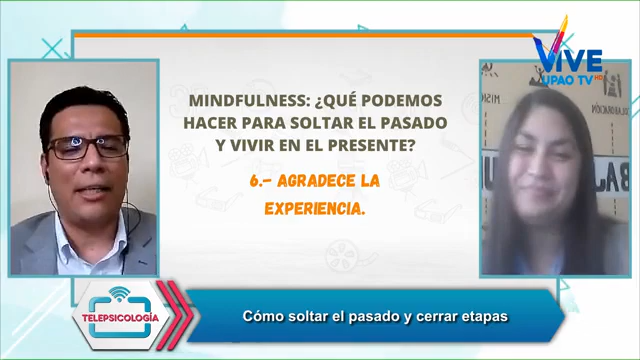 VIVE
UPAO TV HD
MINDFULNESS: ¿QUÉ PODEMOS
HACER PARA SOLTAR EL PASADO
Y VIVIR EN EL PRESENTE?
6.- AGRADECE LA
EXPERIENCIA.
TELEPSICOLOGÍA
Cómo soltar el pasado y cerrar etapas